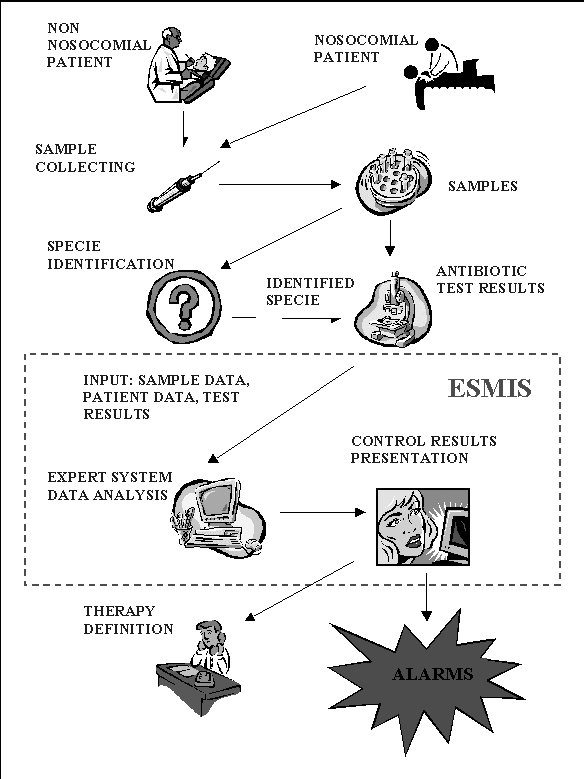 NON
NOSOCOMIAL
PATIENT
NOSOCOMIAL
PATIENT
SAMPLE
COLLECTING
SAMPLES
SPECIE
IDENTIFICATION
IDENTIFIED
SPECIE
ANTIBIOTIC
TEST RESULTS
INPUT: SAMPLE DATA,
PATIENT DATA, TEST
RESULTS
ESMIS
CONTROL RESULTS
PRESENTATION
EXPERT SYSTEM
DATA ANALYSIS
THERAPY
DEFINITION
ALARMS